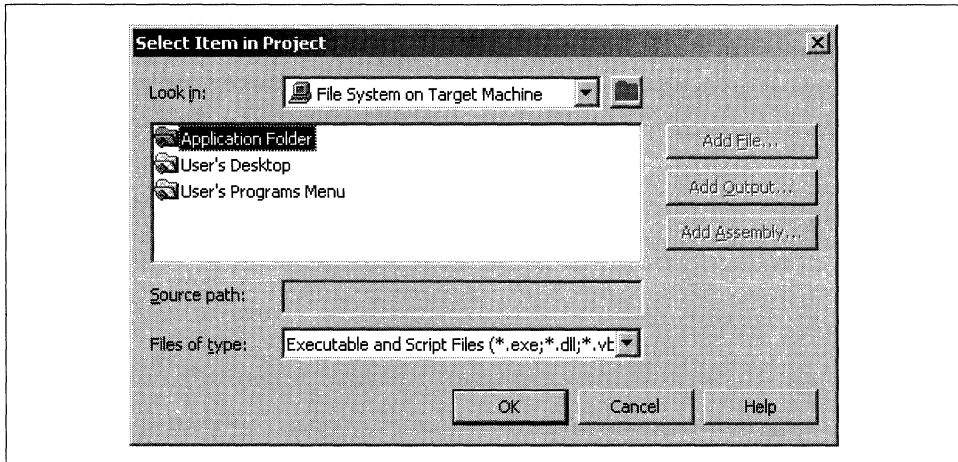 Select Item in Project
Look in:
File System on Target Machine
Application Folder
User's Desktop
User's Programs Menu
Add File...
Add Output...
Add Assembly...
Source path:
Files of type:
Executable and Script Files (*.exe;*.dll;*.vb
OK
Cancel
Help